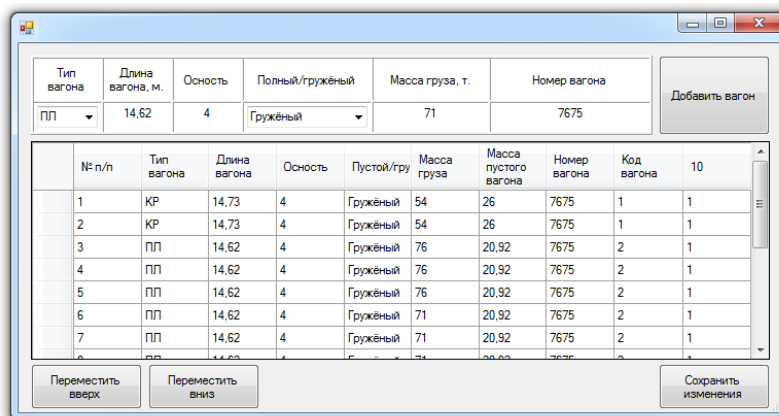 Тип вагона Длина вагона, м. Осность Полный/гружёный Масса груза, т. Номер вагона
ПЛ 14,62 4 Гружёный 71 7675
Добавить вагон
№ п/п Тип вагона Длина вагона Осность Пустой/гру Масса груза Масса пустого вагона Номер вагона Код вагона 10
1 КР 14,73 4 Гружёный 54 26 7675 1 1
2 КР 14,73 4 Гружёный 54 26 7675 1 1
3 ПЛ 14,62 4 Гружёный 76 20,92 7675 2 1
4 ПЛ 14,62 4 Гружёный 76 20,92 7675 2 1
5 ПЛ 14,62 4 Гружёный 76 20,92 7675 2 1
6 ПЛ 14,62 4 Гружёный 71 20,92 7675 2 1
7 ПЛ 14,62 4 Гружёный 71 20,92 7675 2 1
Переместить вверх
Переместить вниз
Сохранить изменения